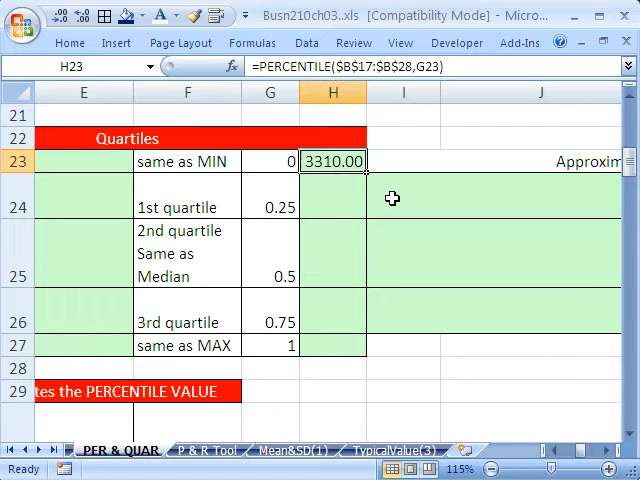 Busn210ch03..xls [Compatibility Mode] - Micro...
Home Insert Page Layout Formulas Data Review View Developer Add-Ins
H23 fx =PERCENTILE($B$17:$B$28,G23)
E F G H I J
21
22 Quartiles
23 same as MIN 0 3310.00 Approxim
24 1st quartile 0.25
2nd quartile
Same as
25 Median 0.5
26 3rd quartile 0.75
27 same as MAX 1
28
29 tes the PERCENTILE VALUE
PER & QUAR P & R Tool Mean&SD(1) TypicalValue(3)
Ready 115%